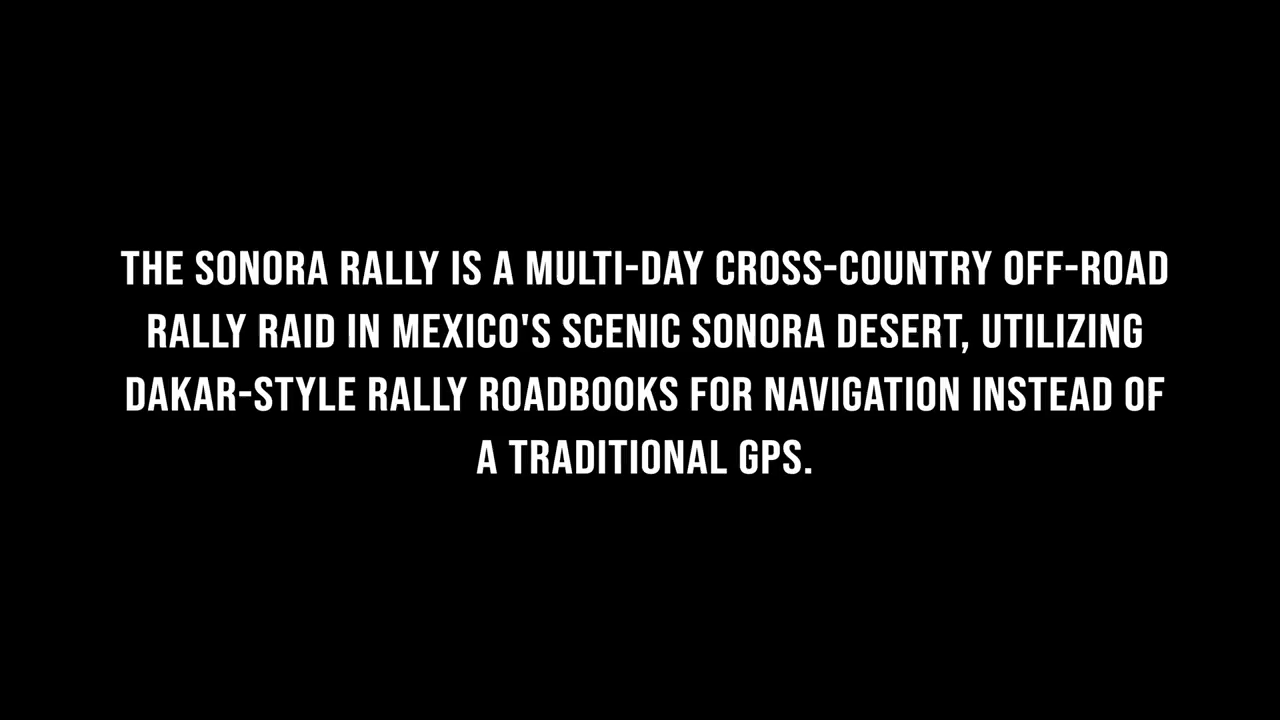 THE SONORA RALLY IS A MULTI-DAY CROSS-COUNTRY OFF-ROAD
RALLY RAID IN MEXICO'S SCENIC SONORA DESERT, UTILIZING
DAKAR-STYLE RALLY ROADBOOKS FOR NAVIGATION INSTEAD OF
A TRADITIONAL GPS.